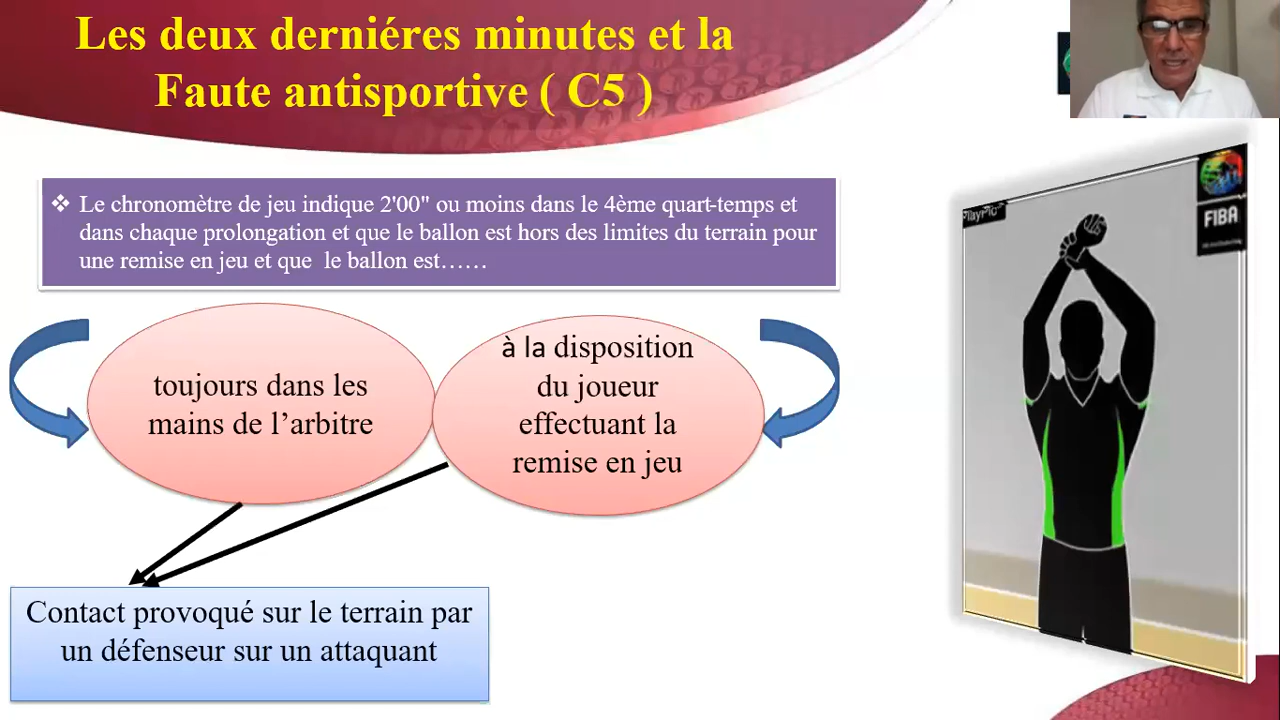 Les deux derniéres minutes et la
Faute antisportive ( C5 )
❖ Le chronomètre de jeu indique 2'00" ou moins dans le 4ème quart-temps et
dans chaque prolongation et que le ballon est hors des limites du terrain pour
une remise en jeu et que le ballon est……
toujours dans les
mains de l’arbitre
à la disposition
du joueur
effectuant la
remise en jeu
Contact provoqué sur le terrain par
un défenseur sur un attaquant
PlayPic
FIBA